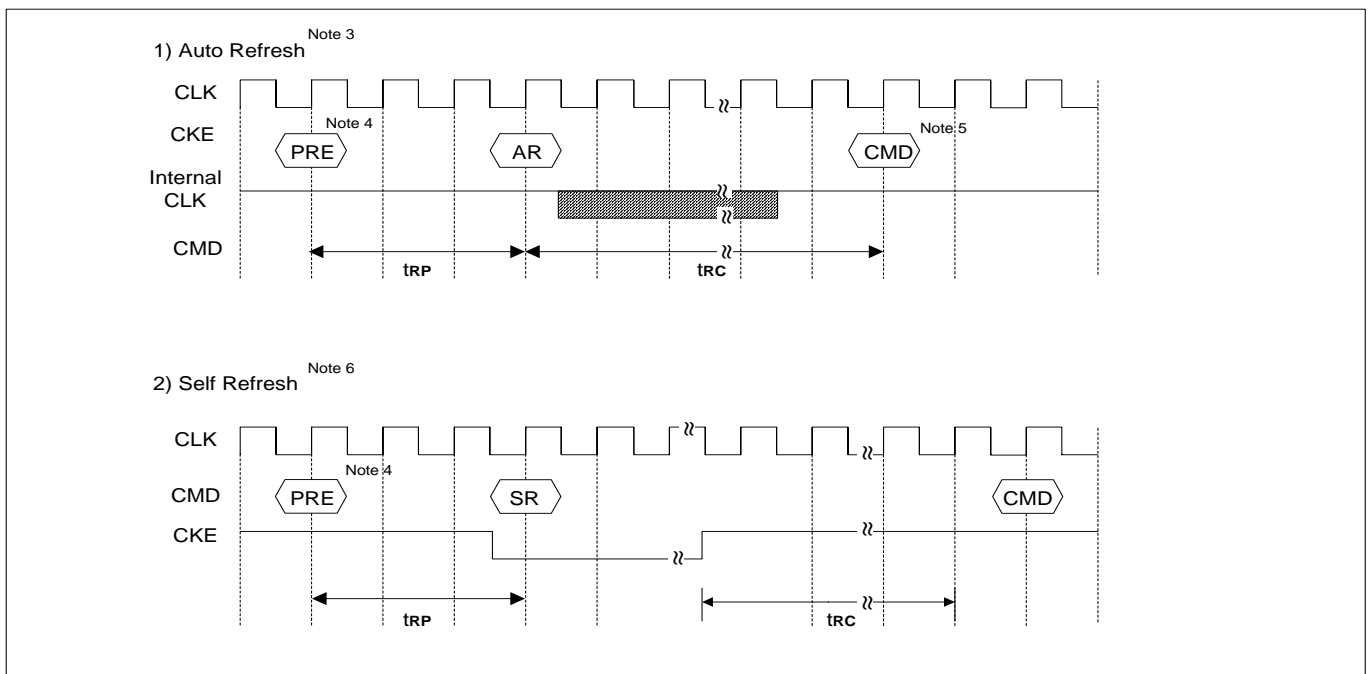 1) Auto Refresh Note 3
CLK
CKE
Note 4
Note 5
PRE
AR
CMD
Internal
CLK
CMD
tRP
tRC
2) Self Refresh Note 6
CLK
Note 4
CMD
PRE
SR
CMD
CKE
tRP
tRC